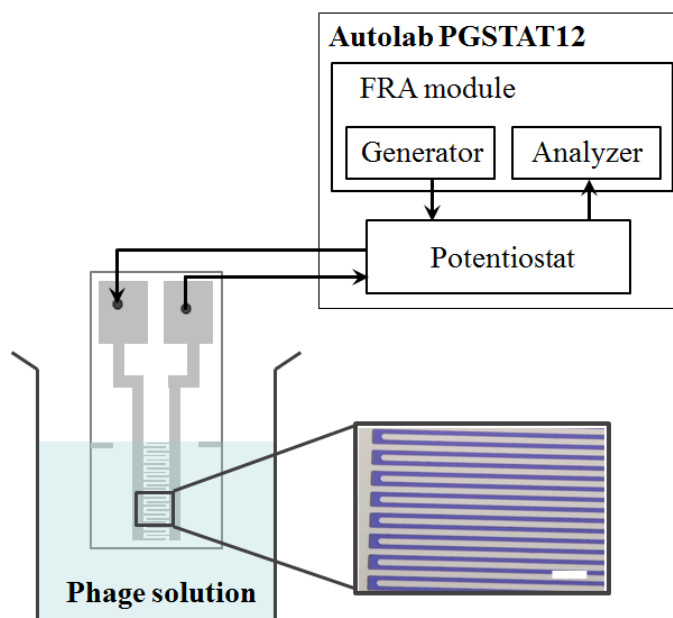 Autolab PGSTAT12
FRA module
Generator
Analyzer
Potentiostat
Phage solution